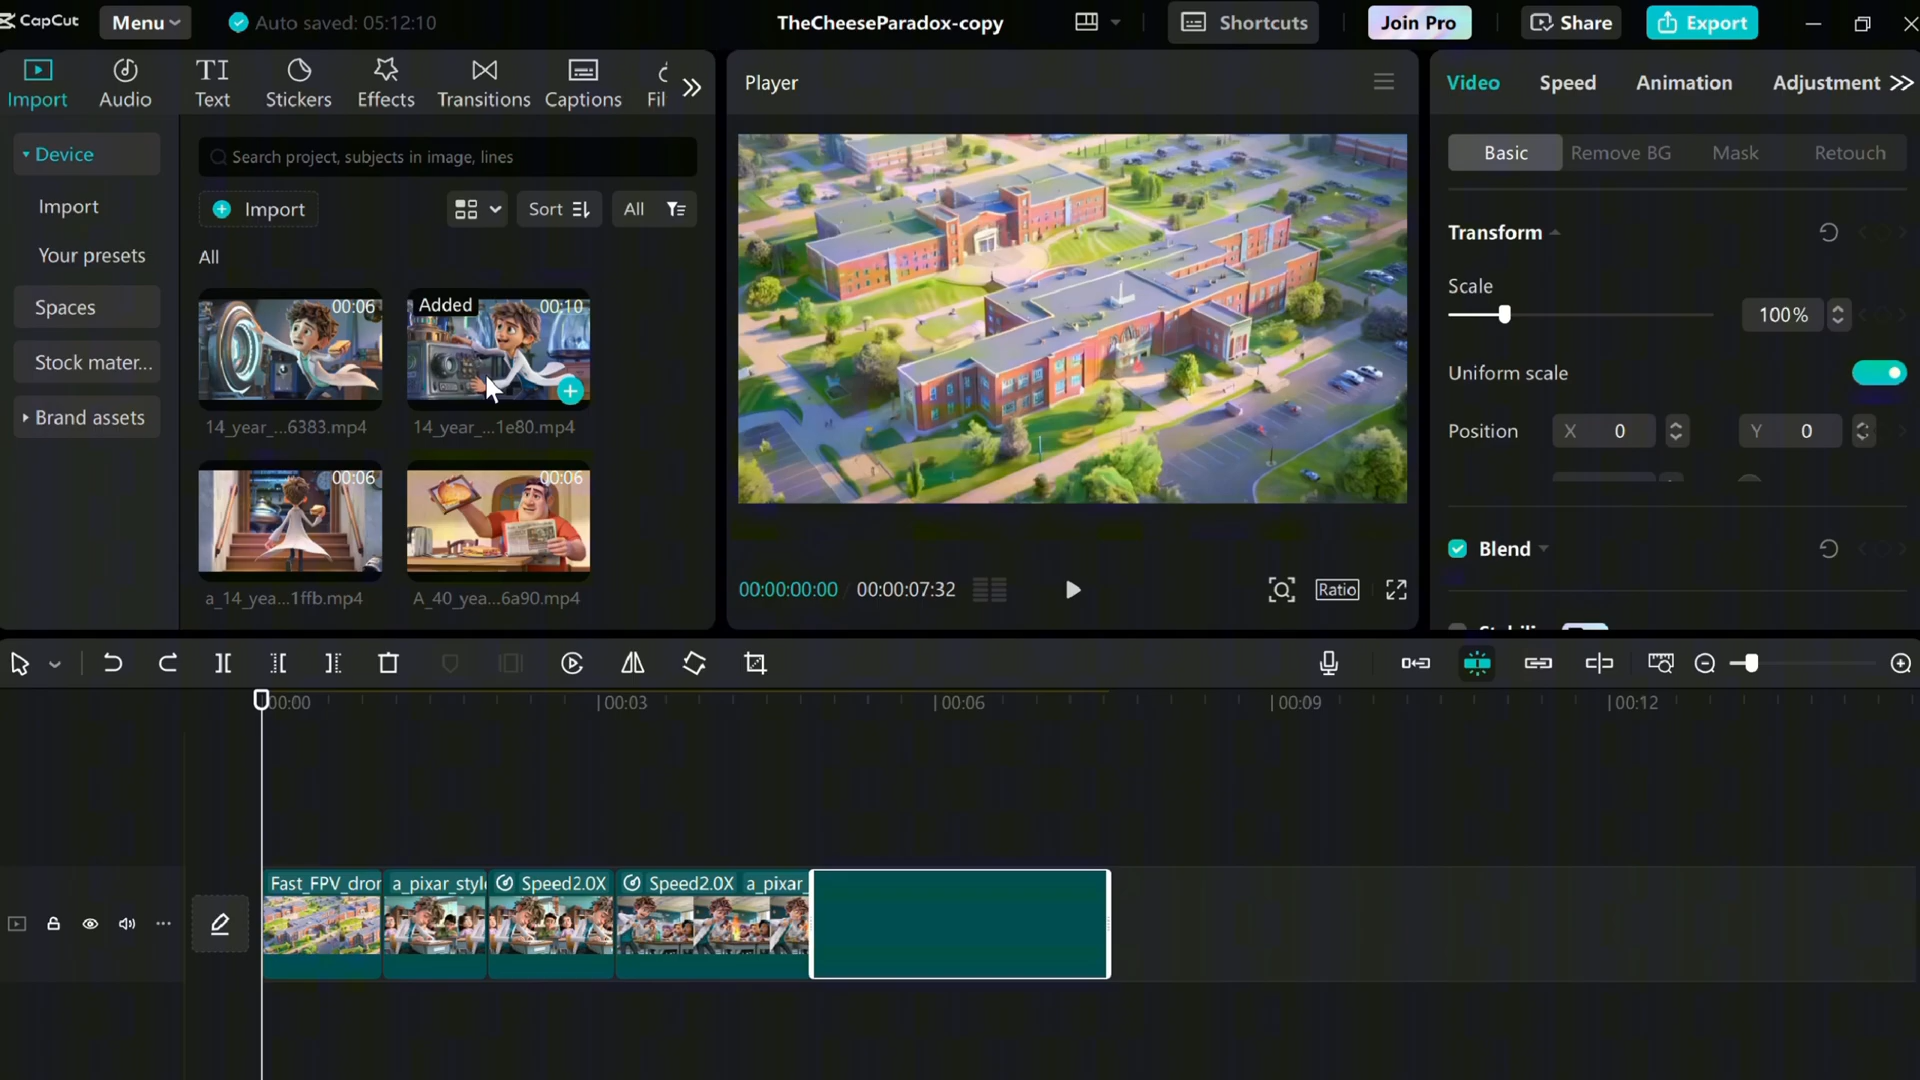 CapCut
Menu
Auto saved: 05:12:10
TheCheeseParadox-copy
Shortcuts
Join Pro
Share
Export
Import
Audio
TI
Text
Stickers
Effects
Transitions
Captions
Fil
Device
Import
Your presets
Spaces
Stock mater...
Brand assets
Search project, subjects in image, lines
Import
Sort
All
All
00:06
14_year_...6383.mp4
Added
00:10
14_year_...1e80.mp4
00:06
a_14_yea...1ffb.mp4
00:06
A_40_yea...6a90.mp4
Player
00:00:00:00 / 00:00:07:32
Ratio
Video
Speed
Animation
Adjustment
Basic
Remove BG
Mask
Retouch
Transform
Scale
100%
Uniform scale
Position
X 0
Y 0
Blend
00:00
00:03
00:06
00:09
00:12
Fast_FPV_dror
a_pixar_styl
Speed2.0X
Speed2.0X a_pixar_